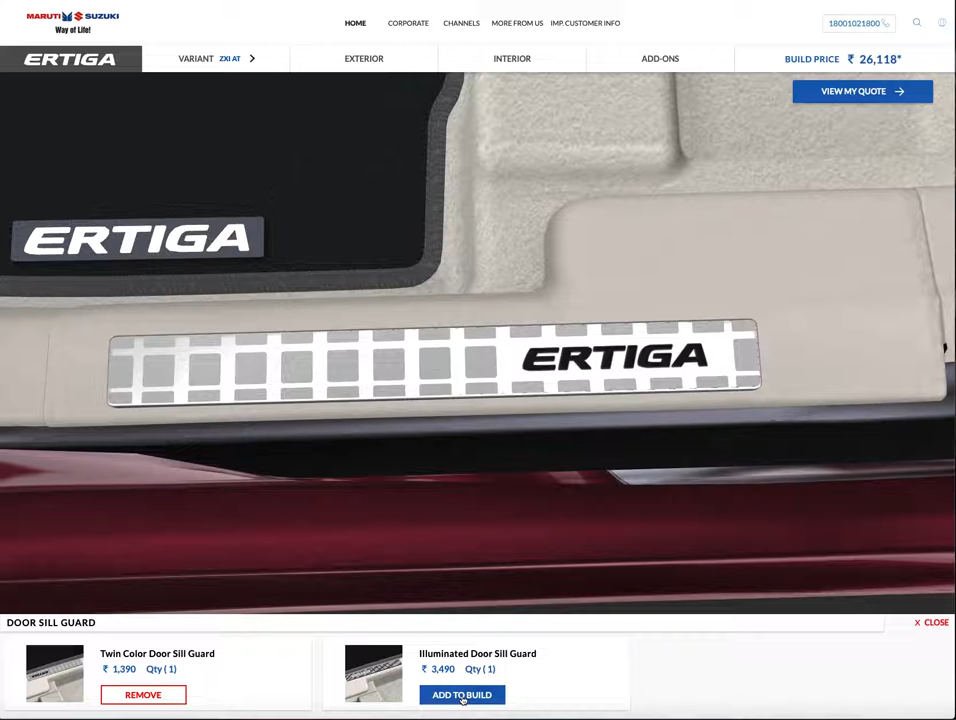 MARUTI SUZUKI
Way of Life!
HOME CORPORATE CHANNELS MORE FROM US IMP. CUSTOMER INFO
18001021800
ERTIGA VARIANT ZXI AT EXTERIOR INTERIOR ADD-ONS BUILD PRICE ₹ 26,118*
VIEW MY QUOTE
ERTIGA
ERTIGA
DOOR SILL GUARD X CLOSE
Twin Color Door Sill Guard
₹ 1,390 Qty ( 1 )
REMOVE
Illuminated Door Sill Guard
₹ 3,490 Qty ( 1 )
ADD TO BUILD